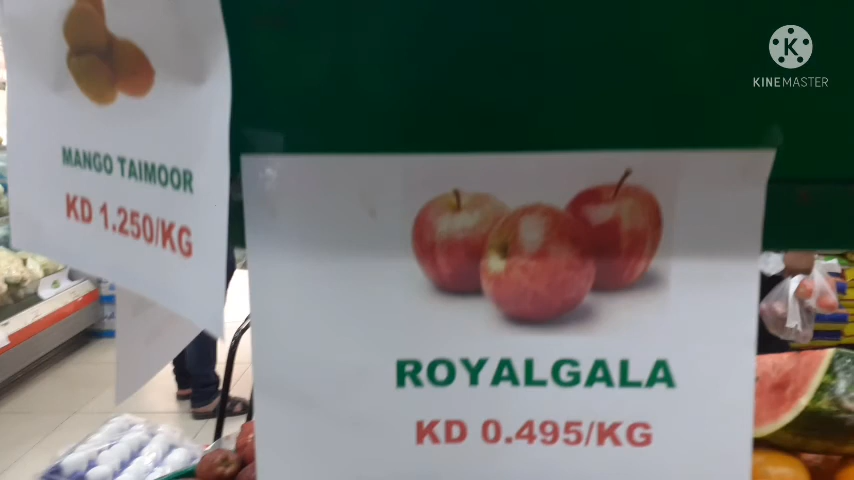 MANGO TAIMOOR
KD 1.250/KG
ROYALGALA
KD 0.495/KG
KINEMASTER